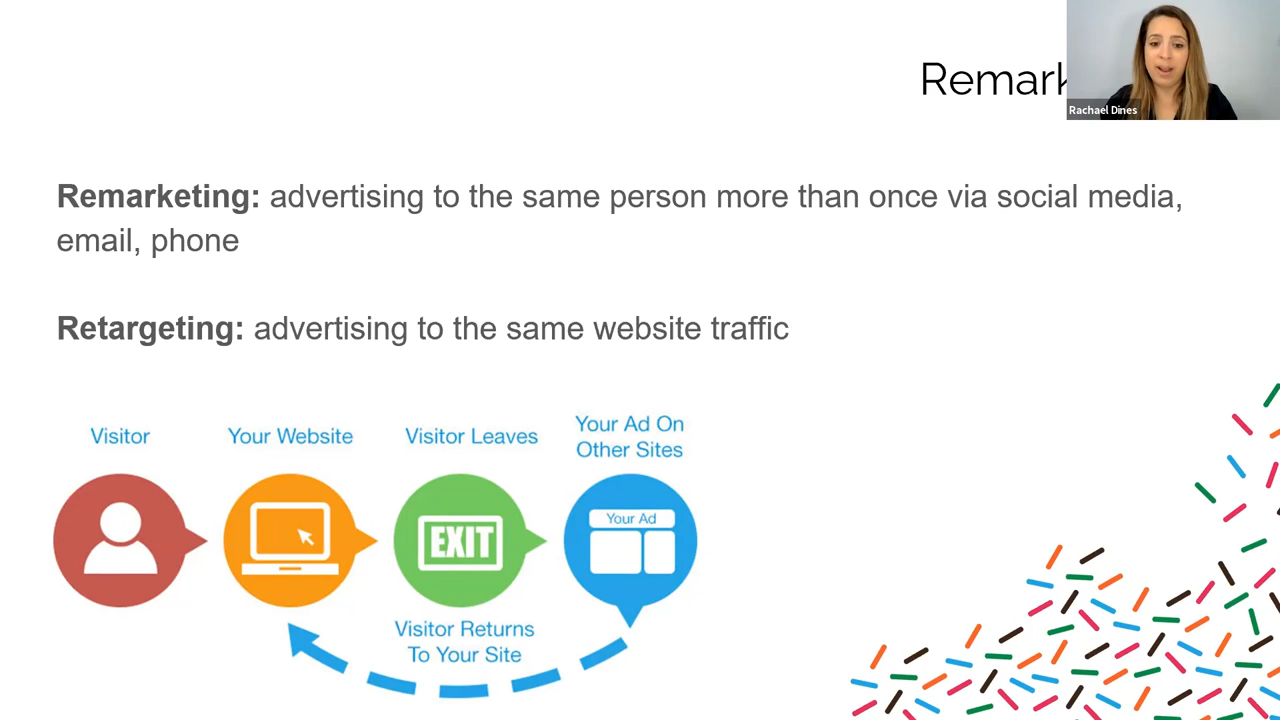 Remark
Rachael Dines
Remarketing: advertising to the same person more than once via social media,
email, phone
Retargeting: advertising to the same website traffic
Visitor
Your Website
Visitor Leaves
Your Ad On
Other Sites
EXIT
Your Ad
Visitor Returns
To Your Site